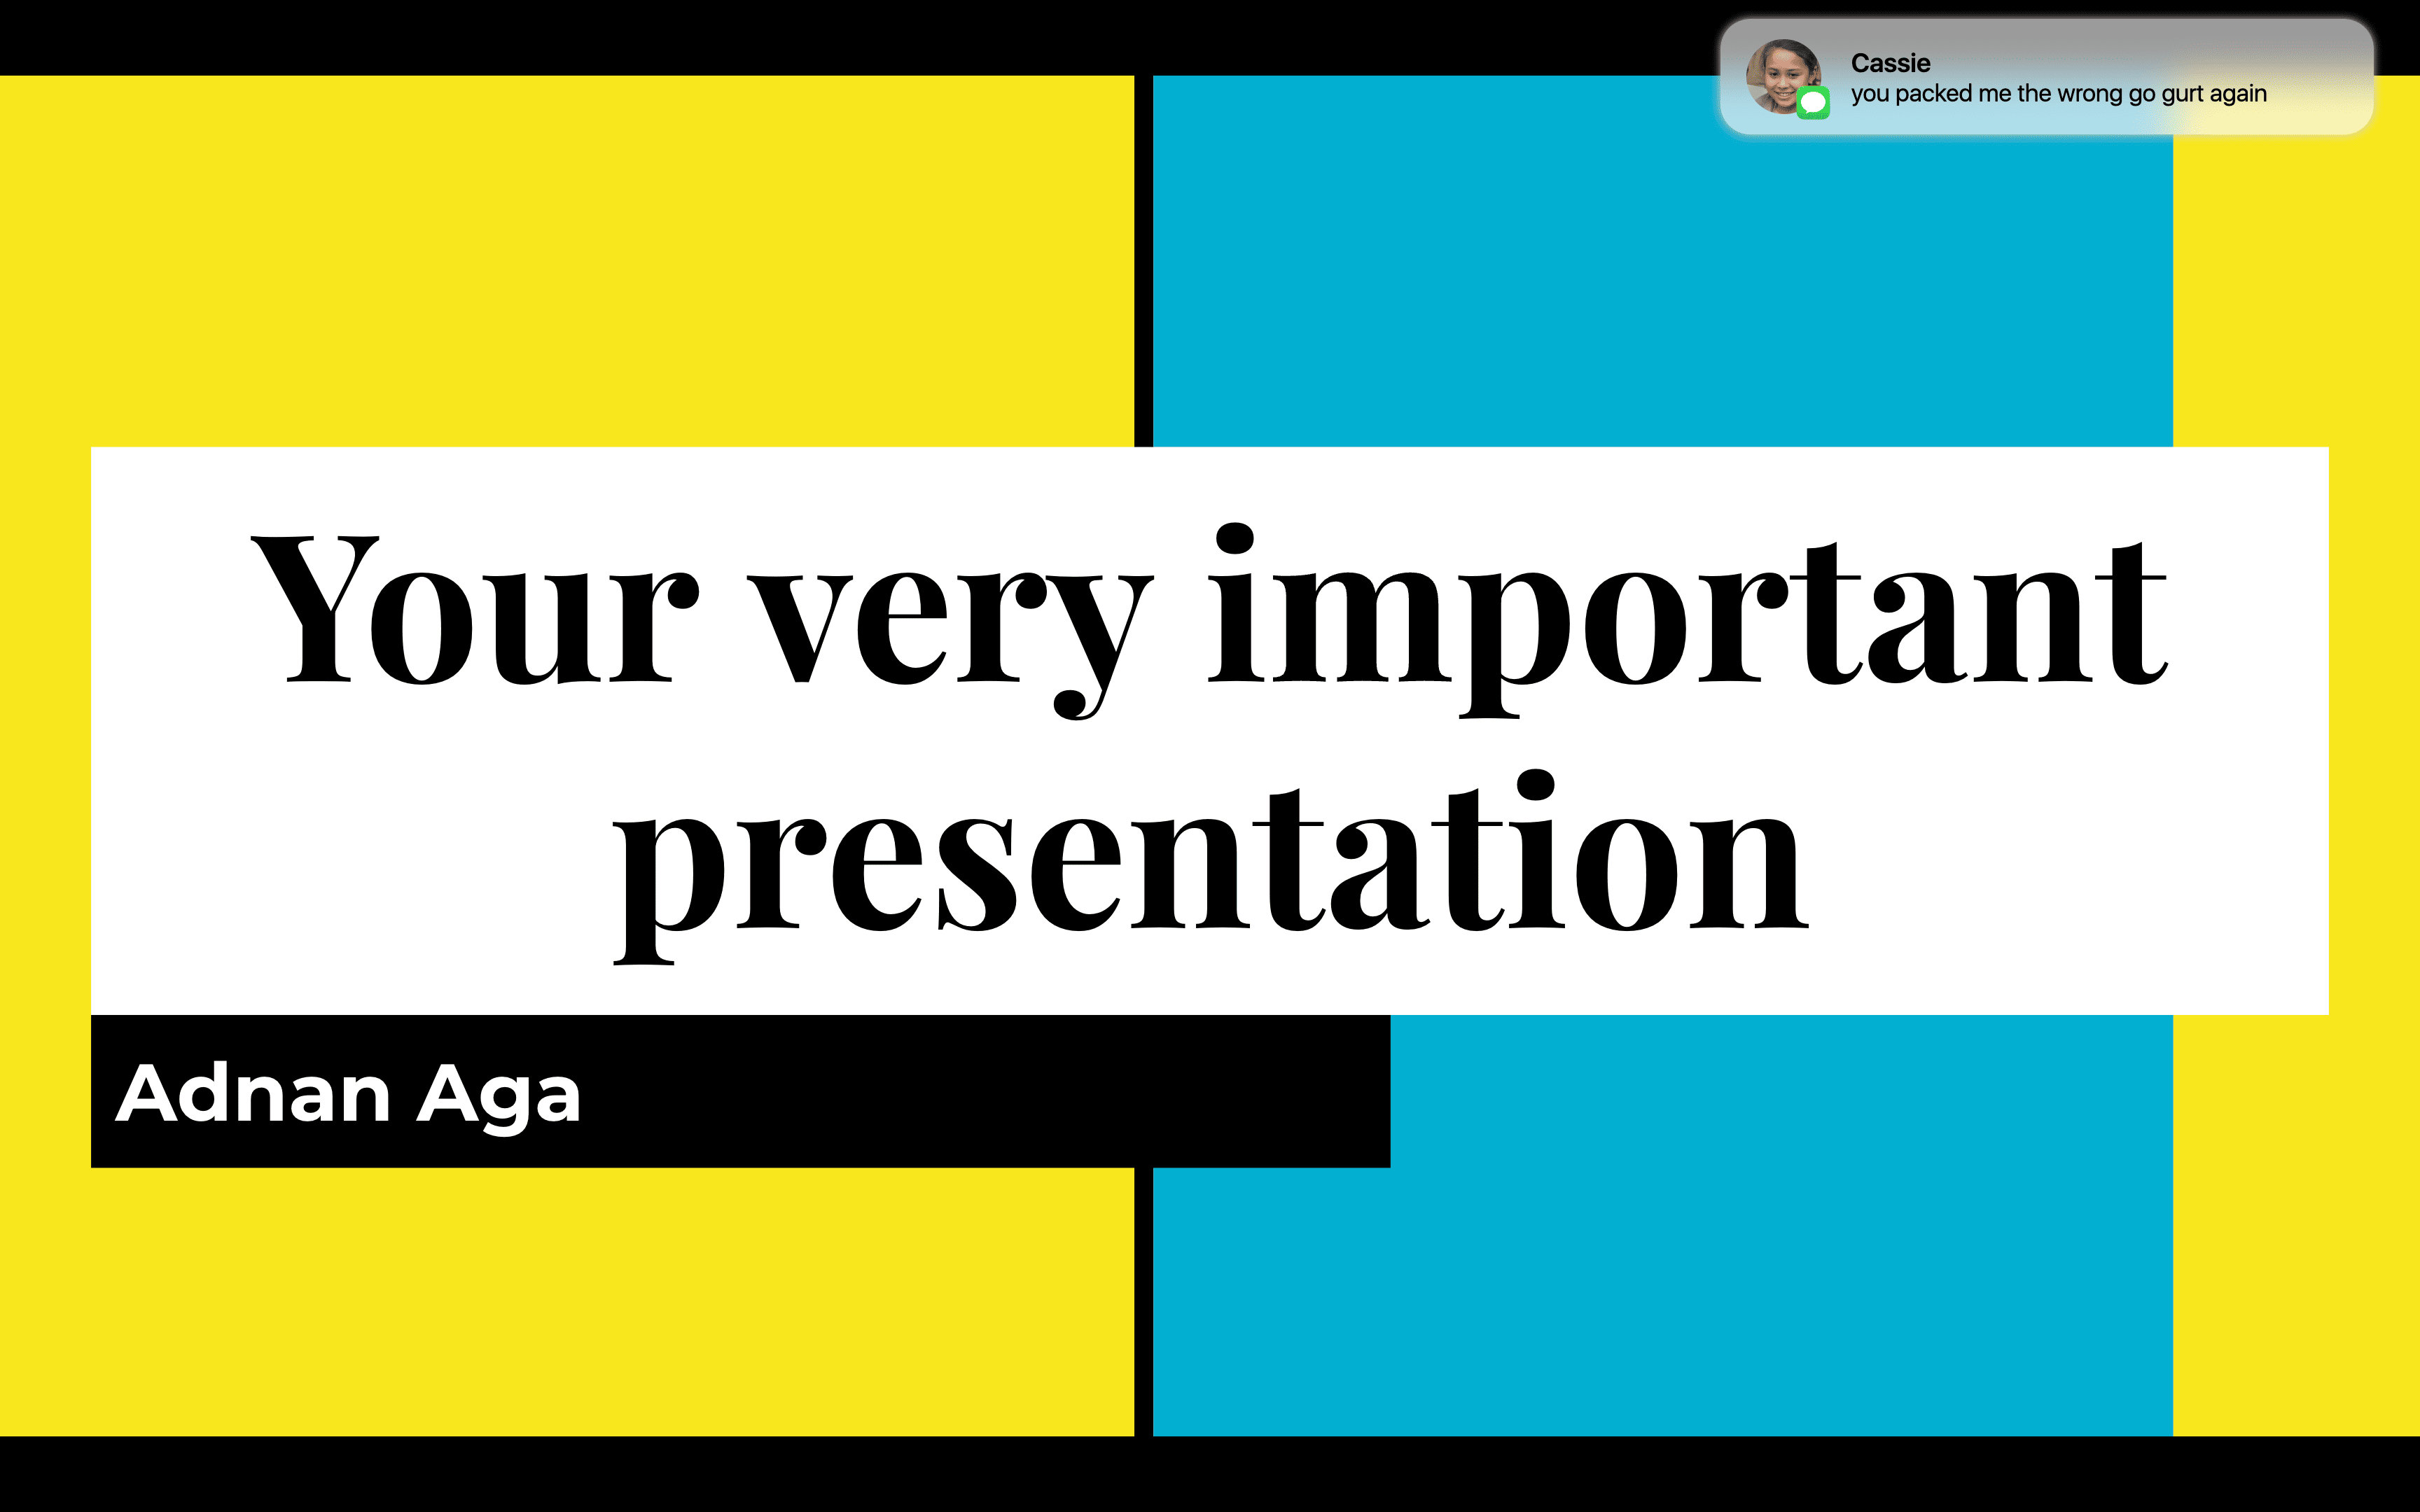 Cassie
you packed me the wrong go gurt again
Your very important
presentation
Adnan Aga